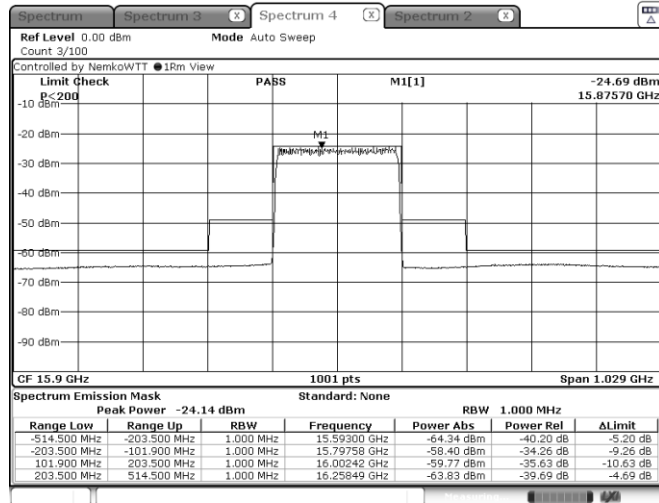 Spectrum Spectrum 3 X Spectrum 4 X Spectrum 2 X
Ref Level 0.00 dBm Mode Auto Sweep
Count 3/100
Controlled by NemkoWTT ●1Rm View
Limit Check PASS M1[1] -24.69 dBm
P<200 15.87570 GHz
-10 dBm
-20 dBm
M1
-30 dBm
-40 dBm
-50 dBm
-60 dBm
-70 dBm
-80 dBm
-90 dBm
CF 15.9 GHz 1001 pts Span 1.029 GHz
Spectrum Emission Mask Standard: None
Peak Power -24.14 dBm RBW 1.000 MHz
Range Low Range Up RBW Frequency Power Abs Power Rel ΔLimit
-514.500 MHz -203.500 MHz 1.000 MHz 15.59300 GHz -64.34 dBm -40.20 dB -5.20 dB
-203.500 MHz -101.900 MHz 1.000 MHz 15.79758 GHz -58.40 dBm -34.26 dB -9.26 dB
101.900 MHz 203.500 MHz 1.000 MHz 16.00242 GHz -59.77 dBm -35.63 dB -10.63 dB
203.500 MHz 514.500 MHz 1.000 MHz 16.25849 GHz -63.83 dBm -39.69 dB -4.69 dB
Measuring